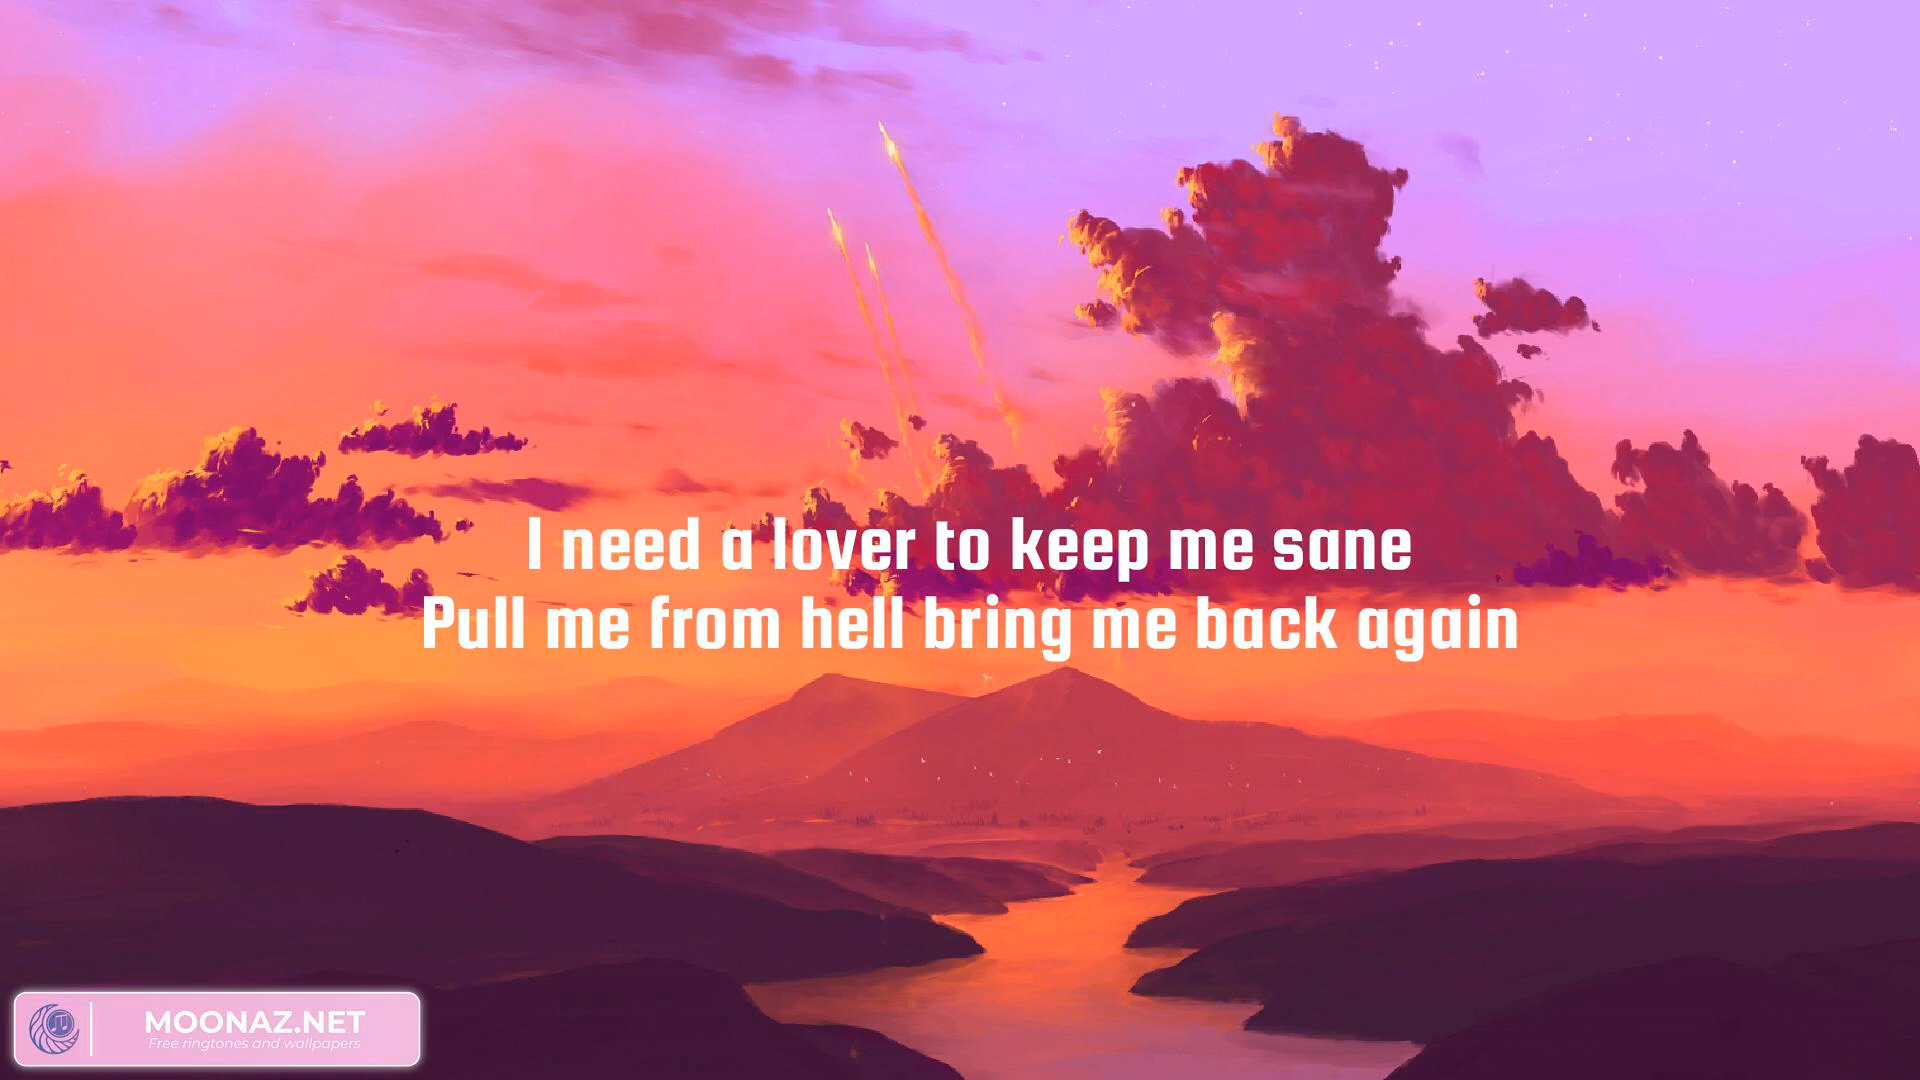 I need a lover to keep me sane
Pull me from hell bring me back again
MOONAZ.NET
Free ringtones and wallpapers